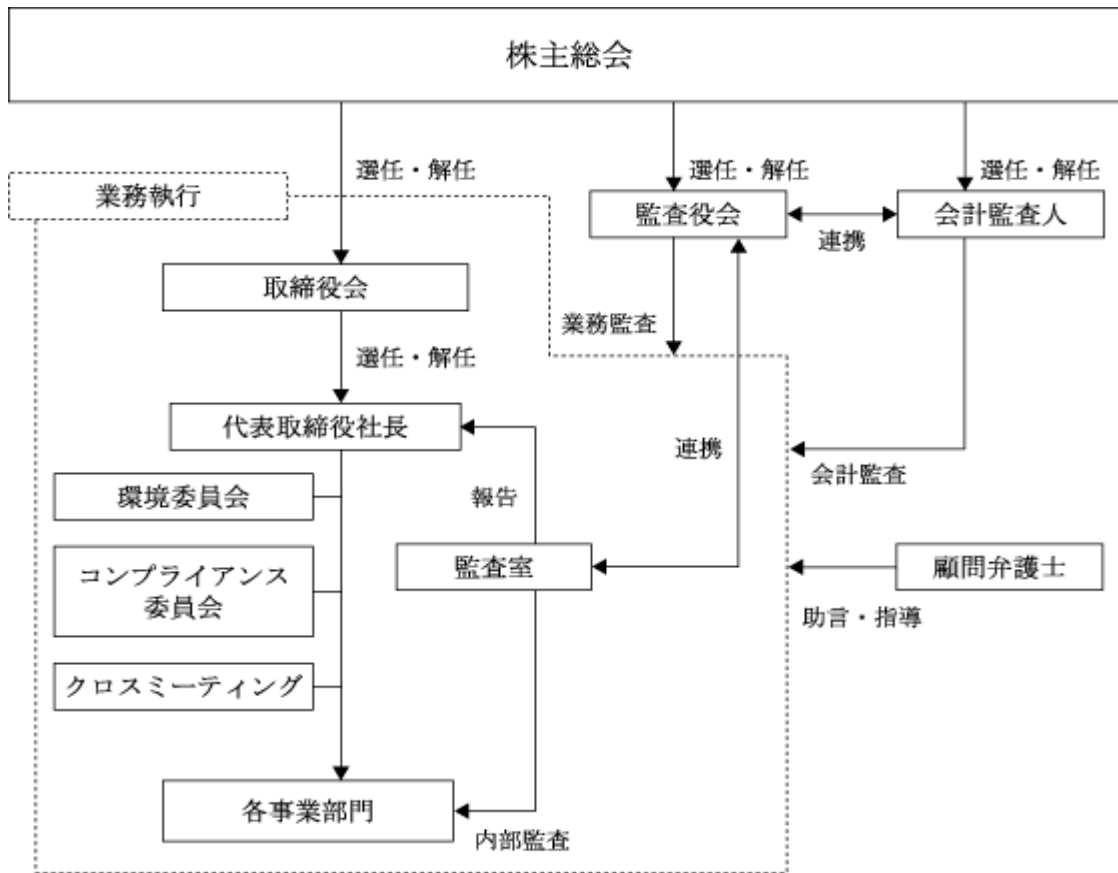 株主総会
選任・解任
選任・解任
選任・解任
業務執行
監査役会
連携
会計監査人
取締役会
業務監査
選任・解任
代表取締役社長
連携
会計監査
環境委員会
報告
コンプライアンス
委員会
監査室
顧問弁護士
助言・指導
クロスミーティング
各事業部門
内部監査